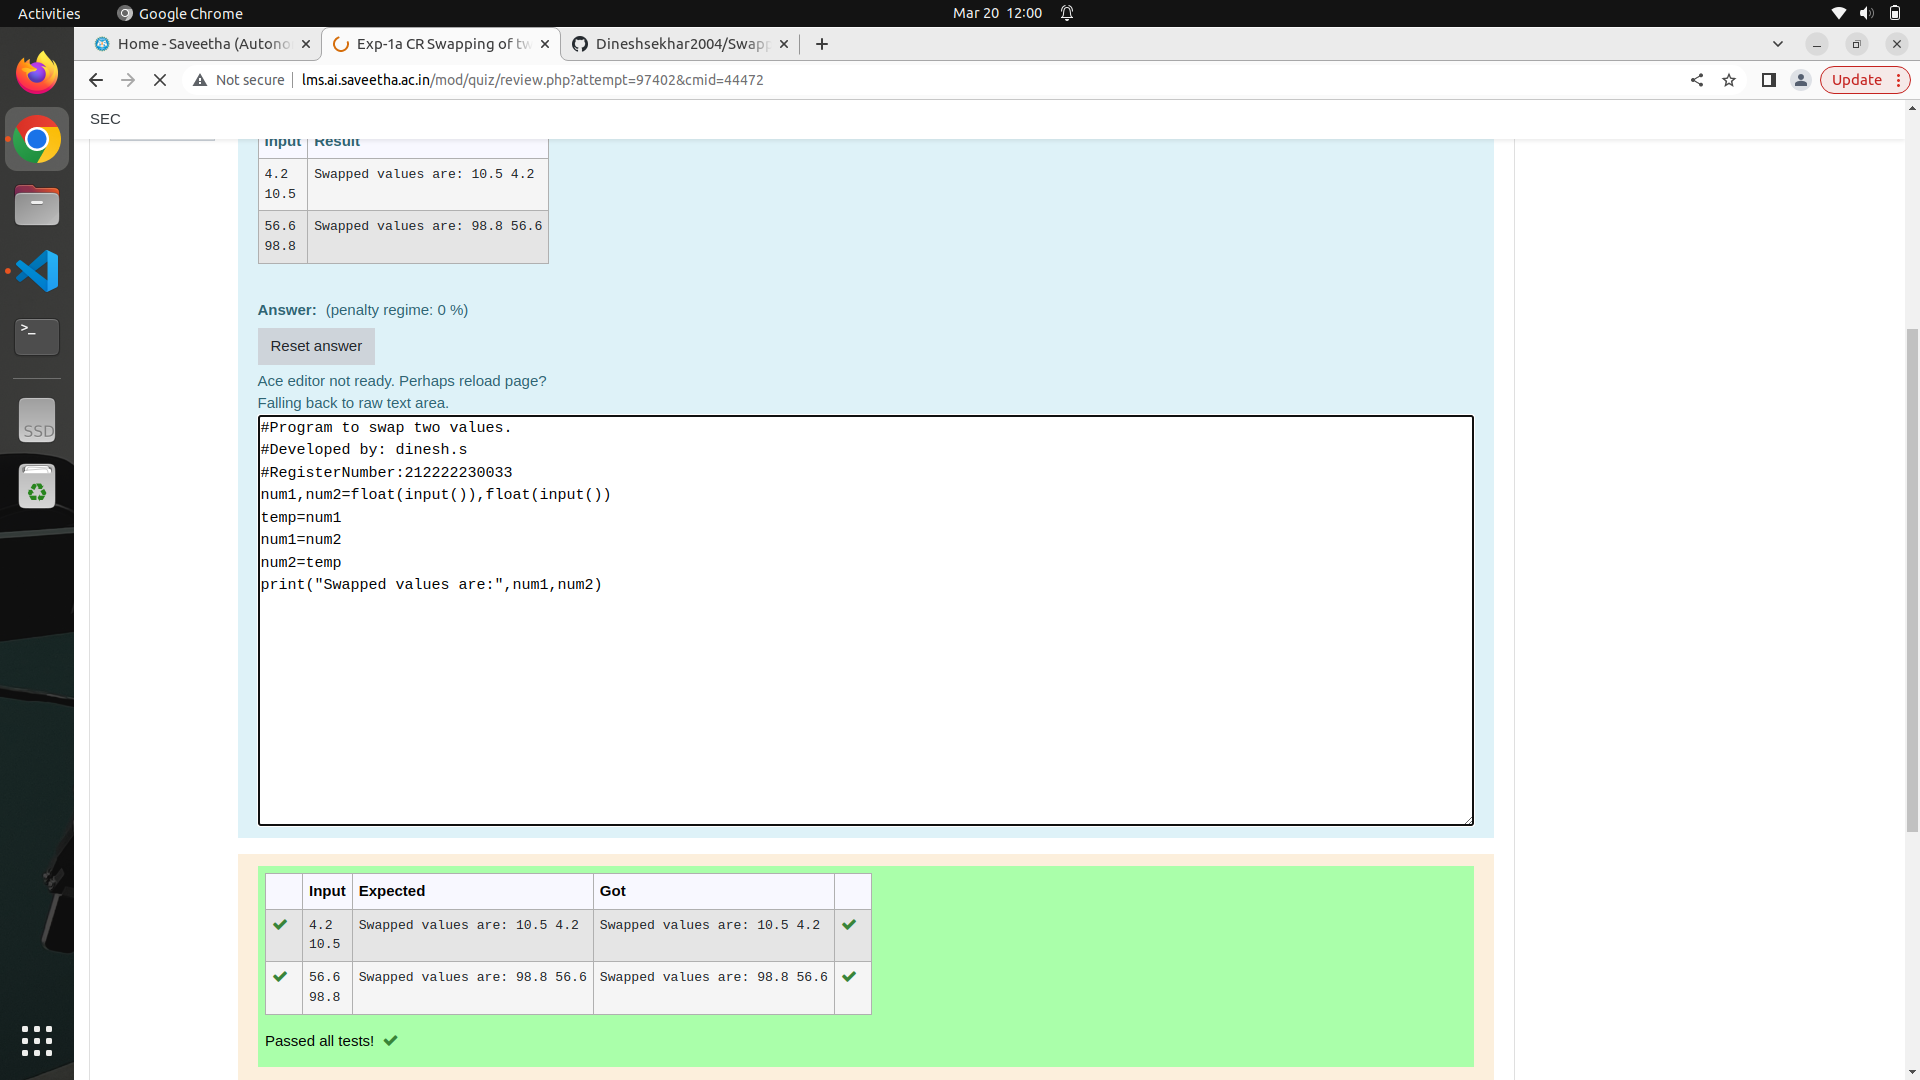 Activities
Google Chrome
Mar 20 12:00
Home - Saveetha (Autono
Exp-1a CR Swapping of tw
Dineshsekhar2004/Swapp
Not secure
lms.ai.saveetha.ac.in/mod/quiz/review.php?attempt=97402&cmid=44472
Update
SEC
Input Result
4.2 Swapped values are: 10.5 4.2
10.5
56.6 Swapped values are: 98.8 56.6
98.8
Answer: (penalty regime: 0 %)
Reset answer
Ace editor not ready. Perhaps reload page?
Falling back to raw text area.
#Program to swap two values.
#Developed by: dinesh.s
#RegisterNumber:212222230033
num1,num2=float(input()),float(input())
temp=num1
num1=num2
num2=temp
print("Swapped values are:",num1,num2)
Input Expected Got
4.2 Swapped values are: 10.5 4.2 Swapped values are: 10.5 4.2
10.5
56.6 Swapped values are: 98.8 56.6 Swapped values are: 98.8 56.6
98.8
Passed all tests!
>_
SSD